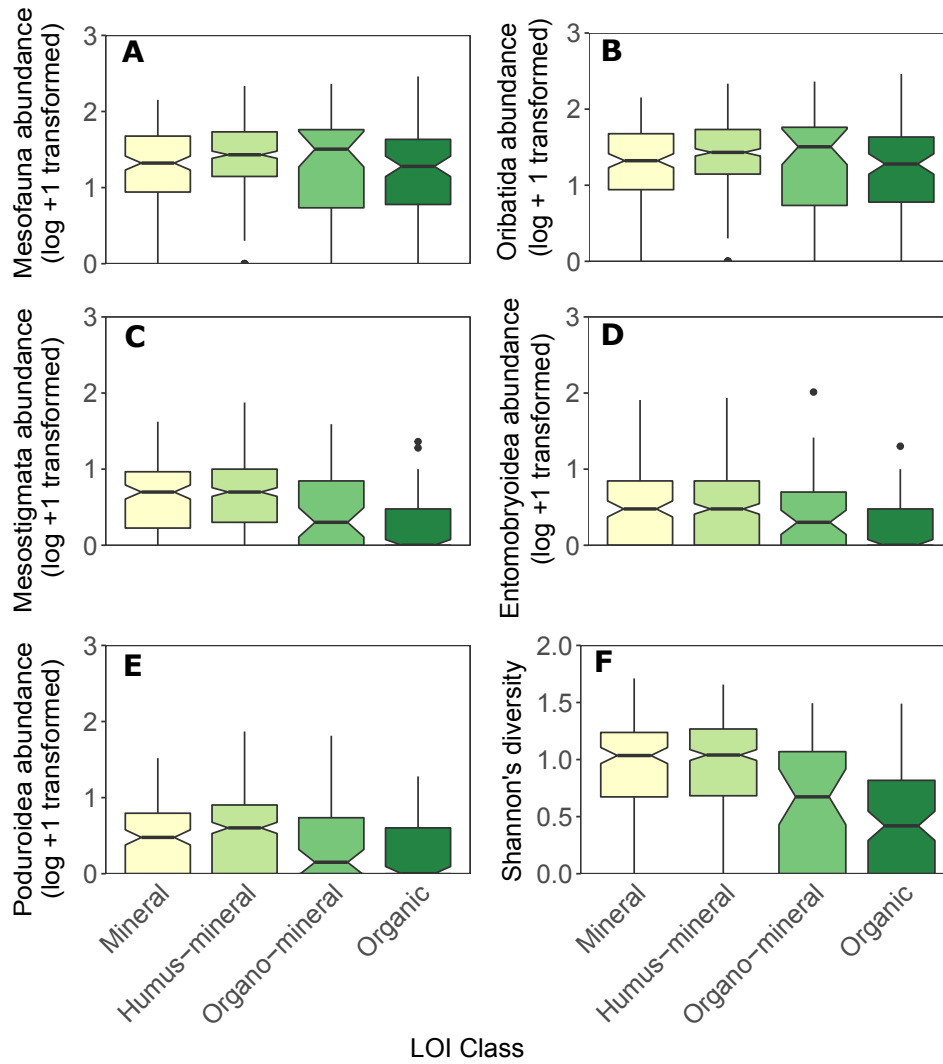 A
Mesofauna abundance
(log +1 transformed)
3
2
1
0
B
Oribatida abundance
(log + 1 transformed)
3
2
1
0
C
Mesostigmata abundance
(log +1 transformed)
3
2
1
0
D
Entomobryoidea abundance
(log +1 transformed)
3
2
1
0
E
Poduroidea abundance
(log +1 transformed)
3
2
1
0
F
Shannon's diversity
2.0
1.5
1.0
0.5
0.0
Mineral
Humus−mineral
Organo−mineral
Organic
Mineral
Humus−mineral
Organo−mineral
Organic
LOI Class